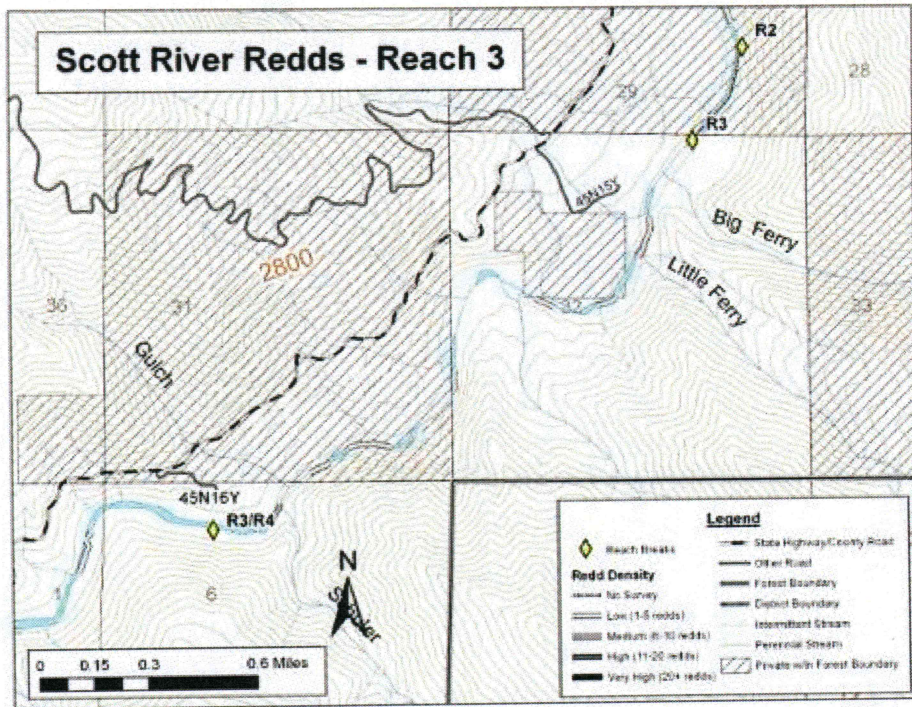 Scott River Redds - Reach 3
R2
28
29
R3
45N15Y
Big Ferry
2800
Little Ferry
36
31
32
33
Gulch
45N16Y
R3/R4
1
6
N
0 0.15 0.3 0.6 Miles
Legend
Reach Breaks
Redd Density
No Survey
Low (1-5 redds)
Medium (6-10 redds)
High (11-20 redds)
Very High (20+ redds)
State Highway/County Road
Other Road
Forest Boundary
District Boundary
Intermittent Stream
Perennial Stream
Private w/in Forest Boundary